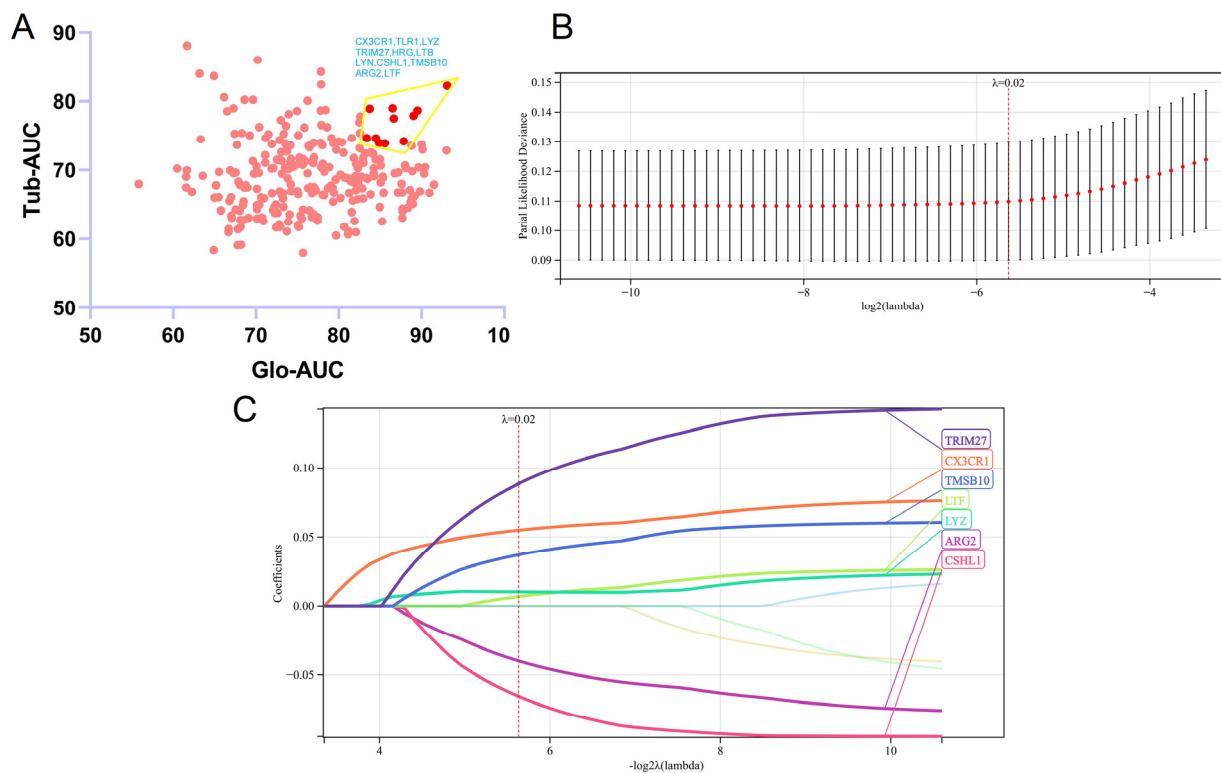 A
90
80
70
60
50
Tub-AUC
CX3CR1,TLR1,LYZ
TRIM27,HRG,LTB
LYN,CSHL1,TMSB10
ARG2,LTF
50 60 70 80 90 10
Glo-AUC
B
λ=0.02
0.15
0.14
0.13
0.12
0.11
0.10
0.09
Parial Likelihood Deviance
−10 −8 −6 −4
log2(lambda)
C
λ=0.02
0.10
0.05
0.00
−0.05
Coefficients
TRIM27
CX3CR1
TMSB10
LTF
LYZ
ARG2
CSHL1
4 6 8 10
-log2λ(lambda)